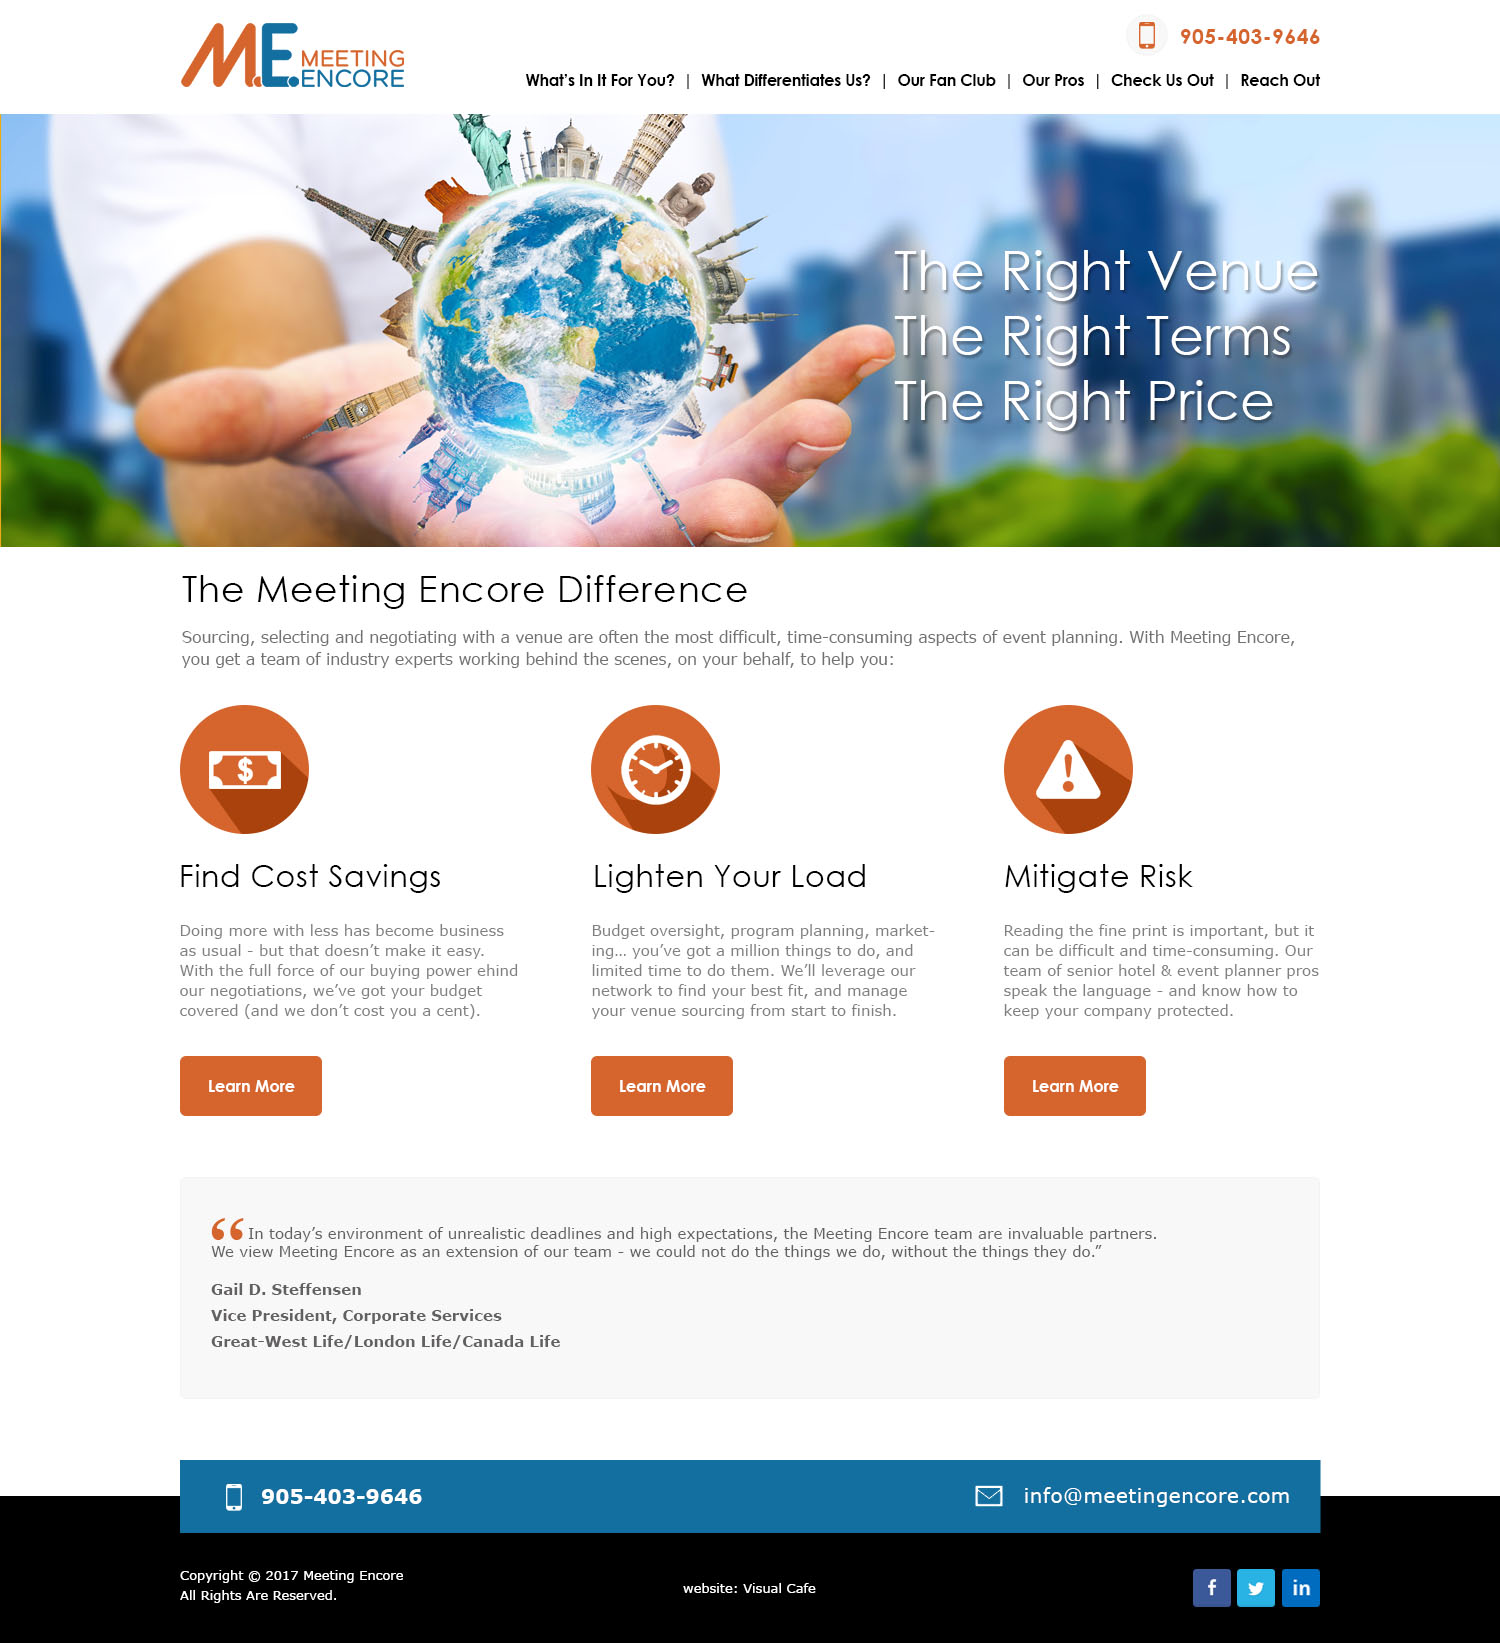 M.E. MEETING
ENCORE
905-403-9646
What's In It For You? | What Differentiates Us? | Our Fan Club | Our Pros | Check Us Out | Reach Out
The Right Venue
The Right Terms
The Right Price
The Meeting Encore Difference
Sourcing, selecting and negotiating with a venue are often the most difficult, time-consuming aspects of event planning. With Meeting Encore,
you get a team of industry experts working behind the scenes, on your behalf, to help you:
$
Find Cost Savings
Doing more with less has become business
as usual - but that doesn't make it easy.
With the full force of our buying power ehind
our negotiations, we've got your budget
covered (and we don't cost you a cent).
Learn More
Lighten Your Load
Budget oversight, program planning, market-
ing... you've got a million things to do, and
limited time to do them. We'll leverage our
network to find your best fit, and manage
your venue sourcing from start to finish.
Learn More
Mitigate Risk
Reading the fine print is important, but it
can be difficult and time-consuming. Our
team of senior hotel & event planner pros
speak the language - and know how to
keep your company protected.
Learn More
“ In today's environment of unrealistic deadlines and high expectations, the Meeting Encore team are invaluable partners.
We view Meeting Encore as an extension of our team - we could not do the things we do, without the things they do.”
Gail D. Steffensen
Vice President, Corporate Services
Great-West Life/London Life/Canada Life
905-403-9646
info@meetingencore.com
Copyright © 2017 Meeting Encore
All Rights Are Reserved.
website: Visual Cafe
f
in